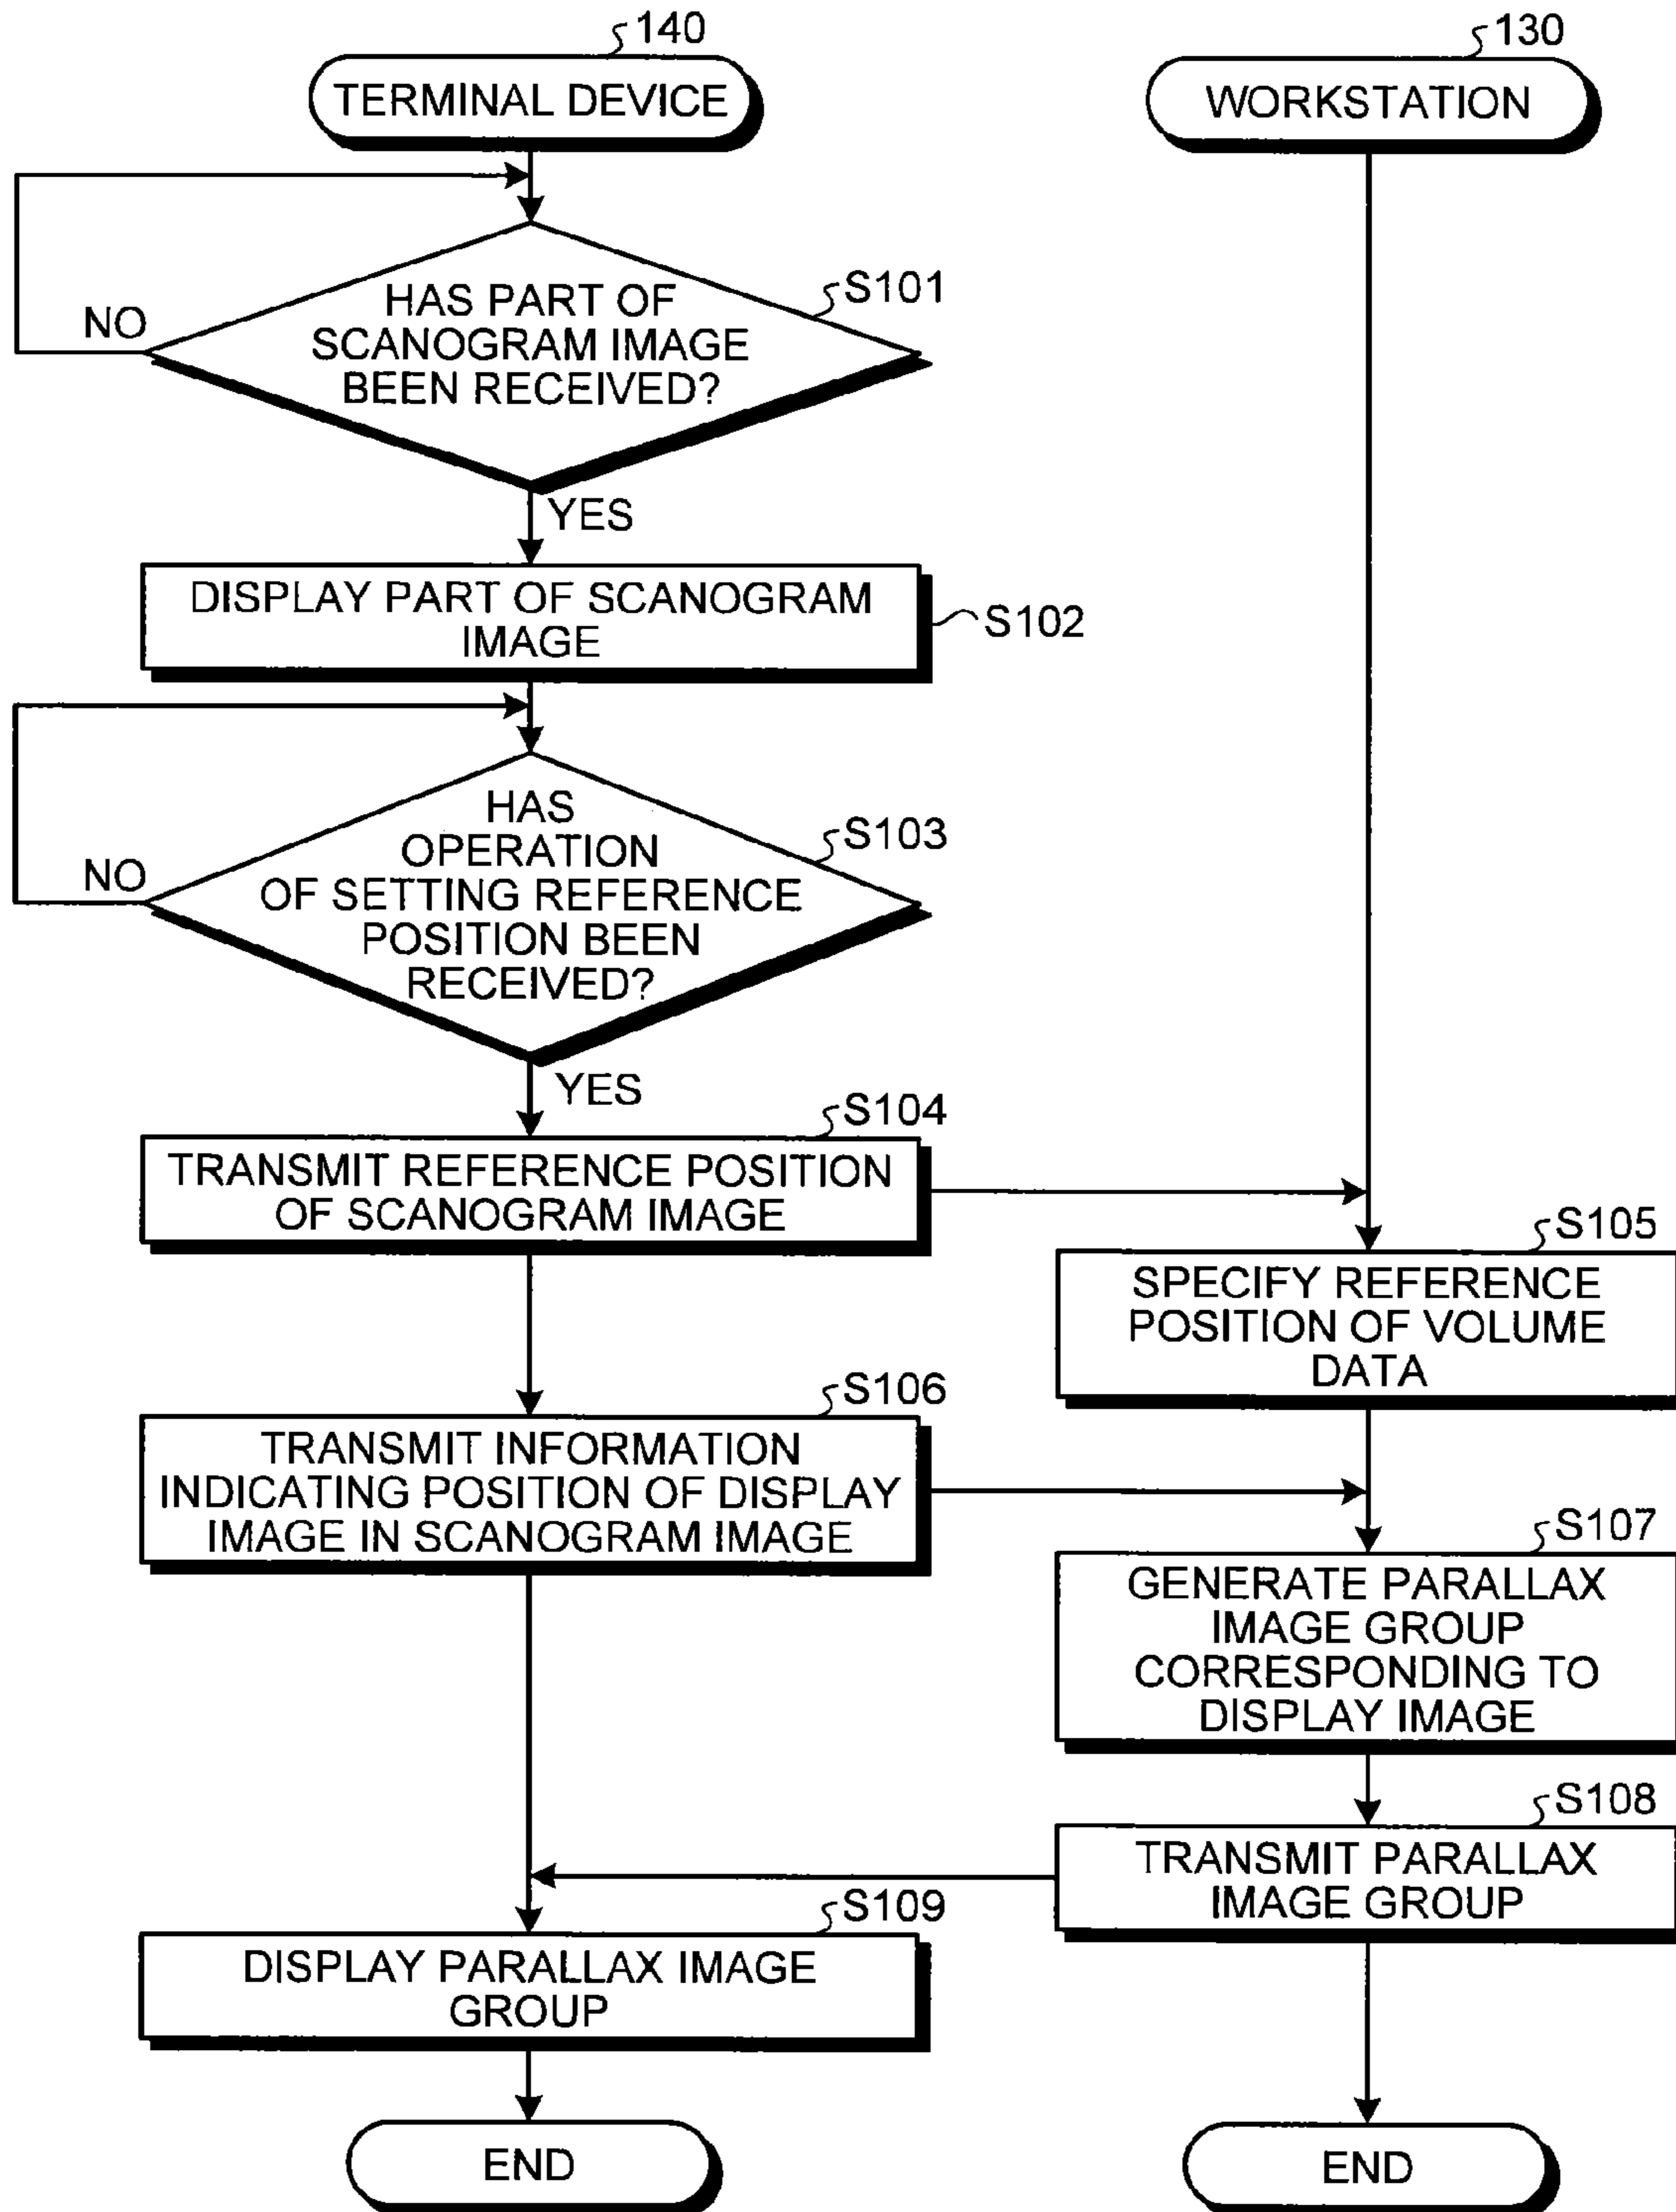 140
TERMINAL DEVICE
130
WORKSTATION
S101
HAS PART OF
SCANOGRAM IMAGE
BEEN RECEIVED?
NO
YES
DISPLAY PART OF SCANOGRAM
IMAGE
S102
S103
HAS
OPERATION
OF SETTING REFERENCE
POSITION BEEN
RECEIVED?
NO
YES
S104
TRANSMIT REFERENCE POSITION
OF SCANOGRAM IMAGE
S105
SPECIFY REFERENCE
POSITION OF VOLUME
DATA
S106
TRANSMIT INFORMATION
INDICATING POSITION OF DISPLAY
IMAGE IN SCANOGRAM IMAGE
S107
GENERATE PARALLAX
IMAGE GROUP
CORRESPONDING TO
DISPLAY IMAGE
S108
TRANSMIT PARALLAX
IMAGE GROUP
S109
DISPLAY PARALLAX IMAGE
GROUP
END
END